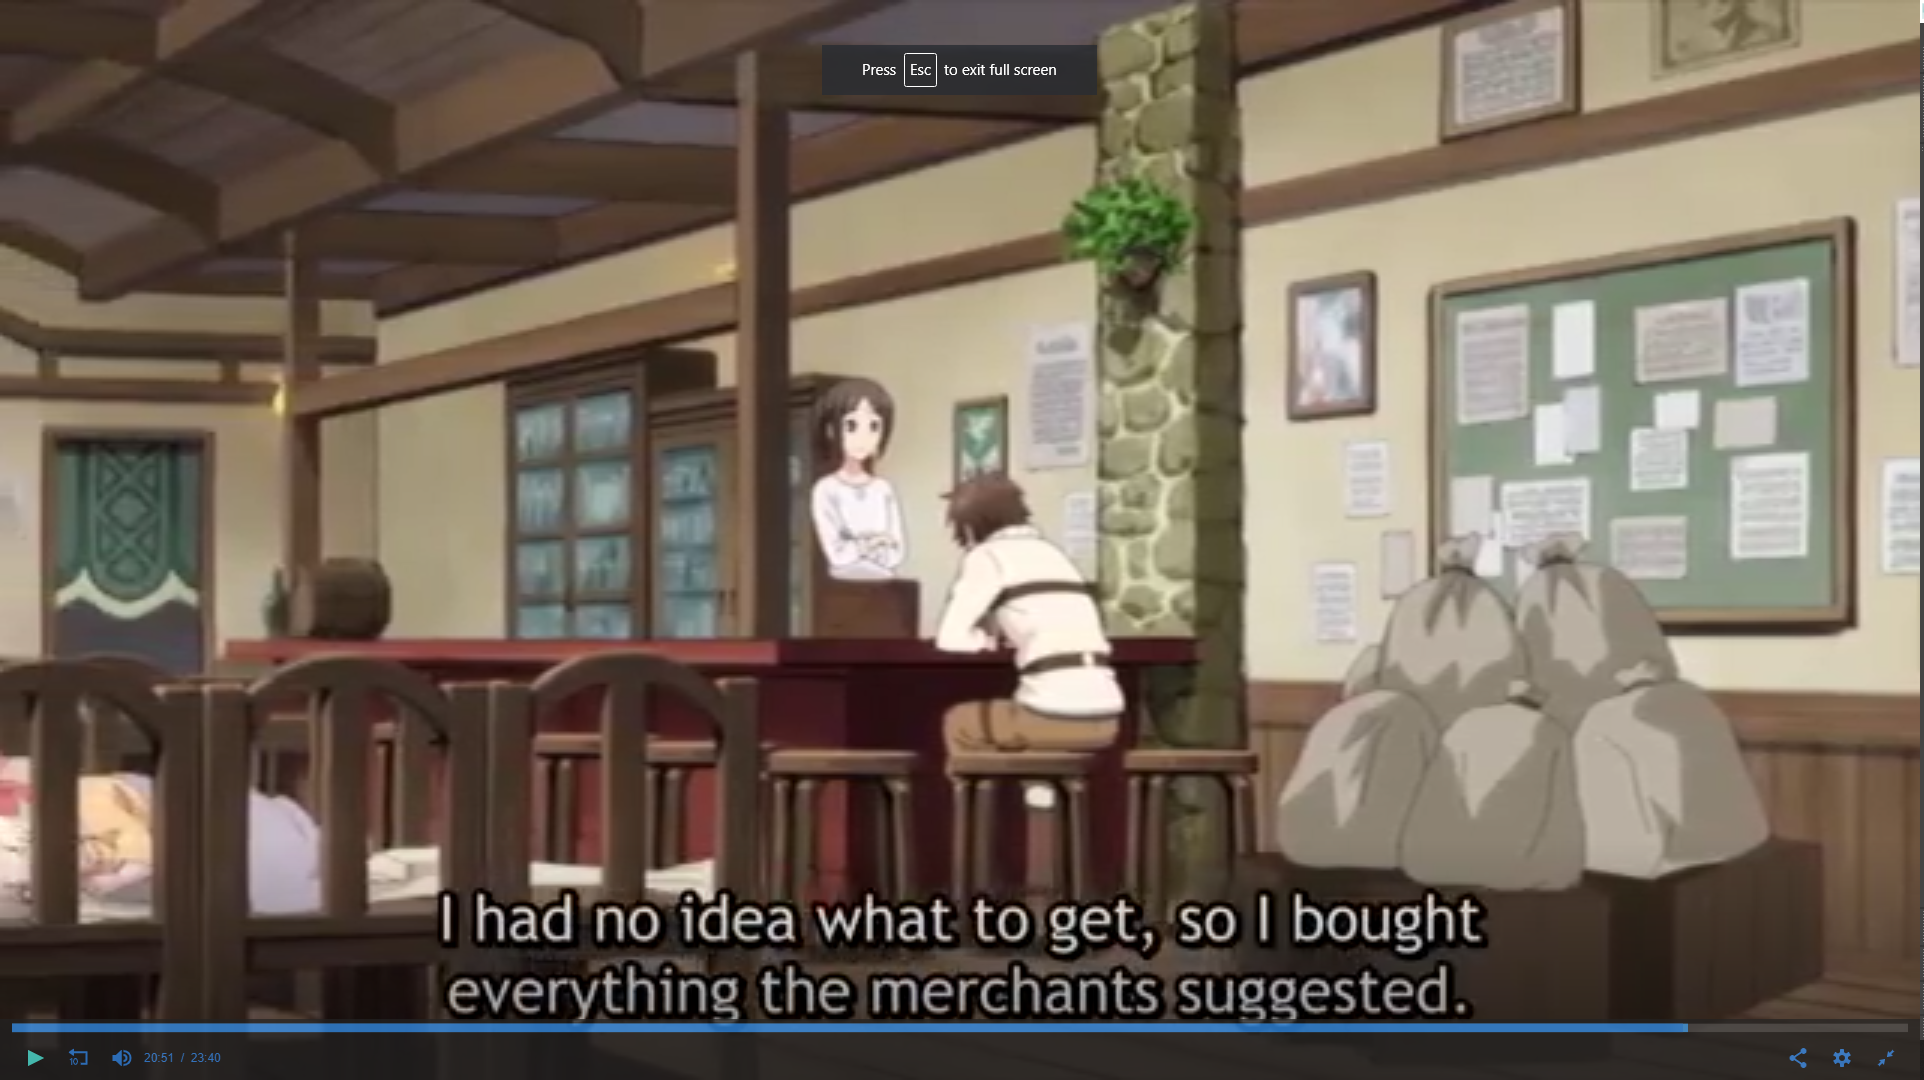 Press Esc to exit full screen
I had no idea what to get, so I bought
everything the merchants suggested.
10
20:51 / 23:40